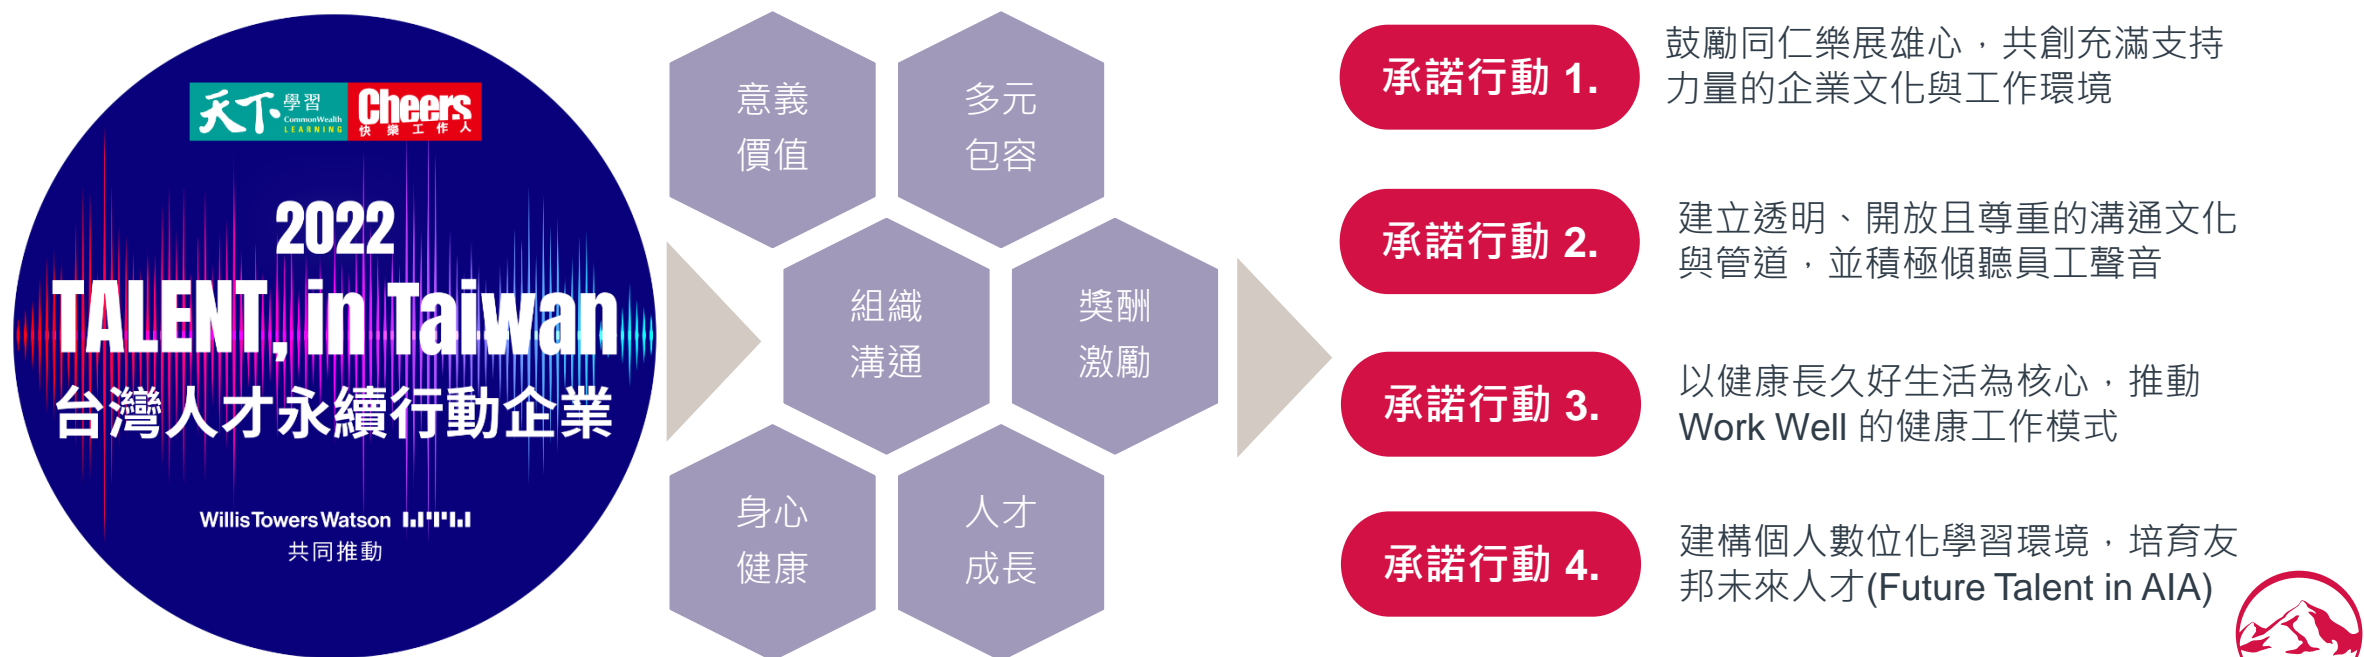 天下 學習
CommonWealth
LEARNING
Cheers
快樂工作人
2022
TALENT, in Taiwan
台灣人才永續行動企業
WillisTowersWatson
共同推動
意義
價值
多元
包容
組織
溝通
獎酬
激勵
身心
健康
人才
成長
承諾行動 1.
鼓勵同仁樂展雄心，共創充滿支持
力量的企業文化與工作環境
承諾行動 2.
建立透明、開放且尊重的溝通文化
與管道，並積極傾聽員工聲音
承諾行動 3.
以健康長久好生活為核心，推動
Work Well 的健康工作模式
承諾行動 4.
建構個人數位化學習環境，培育友
邦未來人才(Future Talent in AIA)